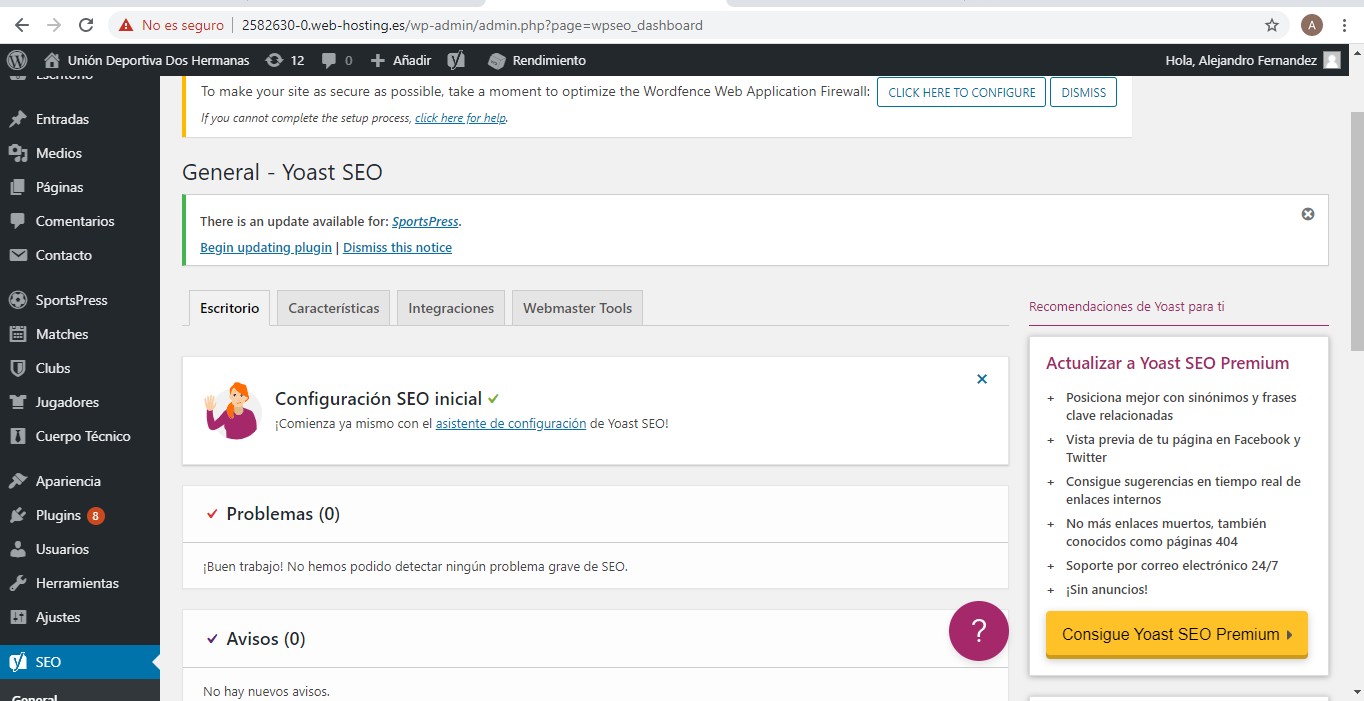 No es seguro
2582630-0.web-hosting.es/wp-admin/admin.php?page=wpseo_dashboard
A
Unión Deportiva Dos Hermanas
12
0
Añadir
Rendimiento
Hola, Alejandro Fernandez
Escritorio
Entradas
Medios
Páginas
Comentarios
Contacto
SportsPress
Matches
Clubs
Jugadores
Cuerpo Técnico
Apariencia
Plugins 8
Usuarios
Herramientas
Ajustes
SEO
General
To make your site as secure as possible, take a moment to optimize the Wordfence Web Application Firewall:
CLICK HERE TO CONFIGURE
DISMISS
If you cannot complete the setup process, click here for help.
General - Yoast SEO
There is an update available for: SportsPress.
Begin updating plugin | Dismiss this notice
Escritorio
Características
Integraciones
Webmaster Tools
Configuración SEO inicial
¡Comienza ya mismo con el asistente de configuración de Yoast SEO!
Problemas (0)
¡Buen trabajo! No hemos podido detectar ningún problema grave de SEO.
Avisos (0)
No hay nuevos avisos.
?
Recomendaciones de Yoast para ti
Actualizar a Yoast SEO Premium
+ Posiciona mejor con sinónimos y frases
clave relacionadas
+ Vista previa de tu página en Facebook y
Twitter
+ Consigue sugerencias en tiempo real de
enlaces internos
+ No más enlaces muertos, también
conocidos como páginas 404
+ Soporte por correo electrónico 24/7
+ ¡Sin anuncios!
Consigue Yoast SEO Premium